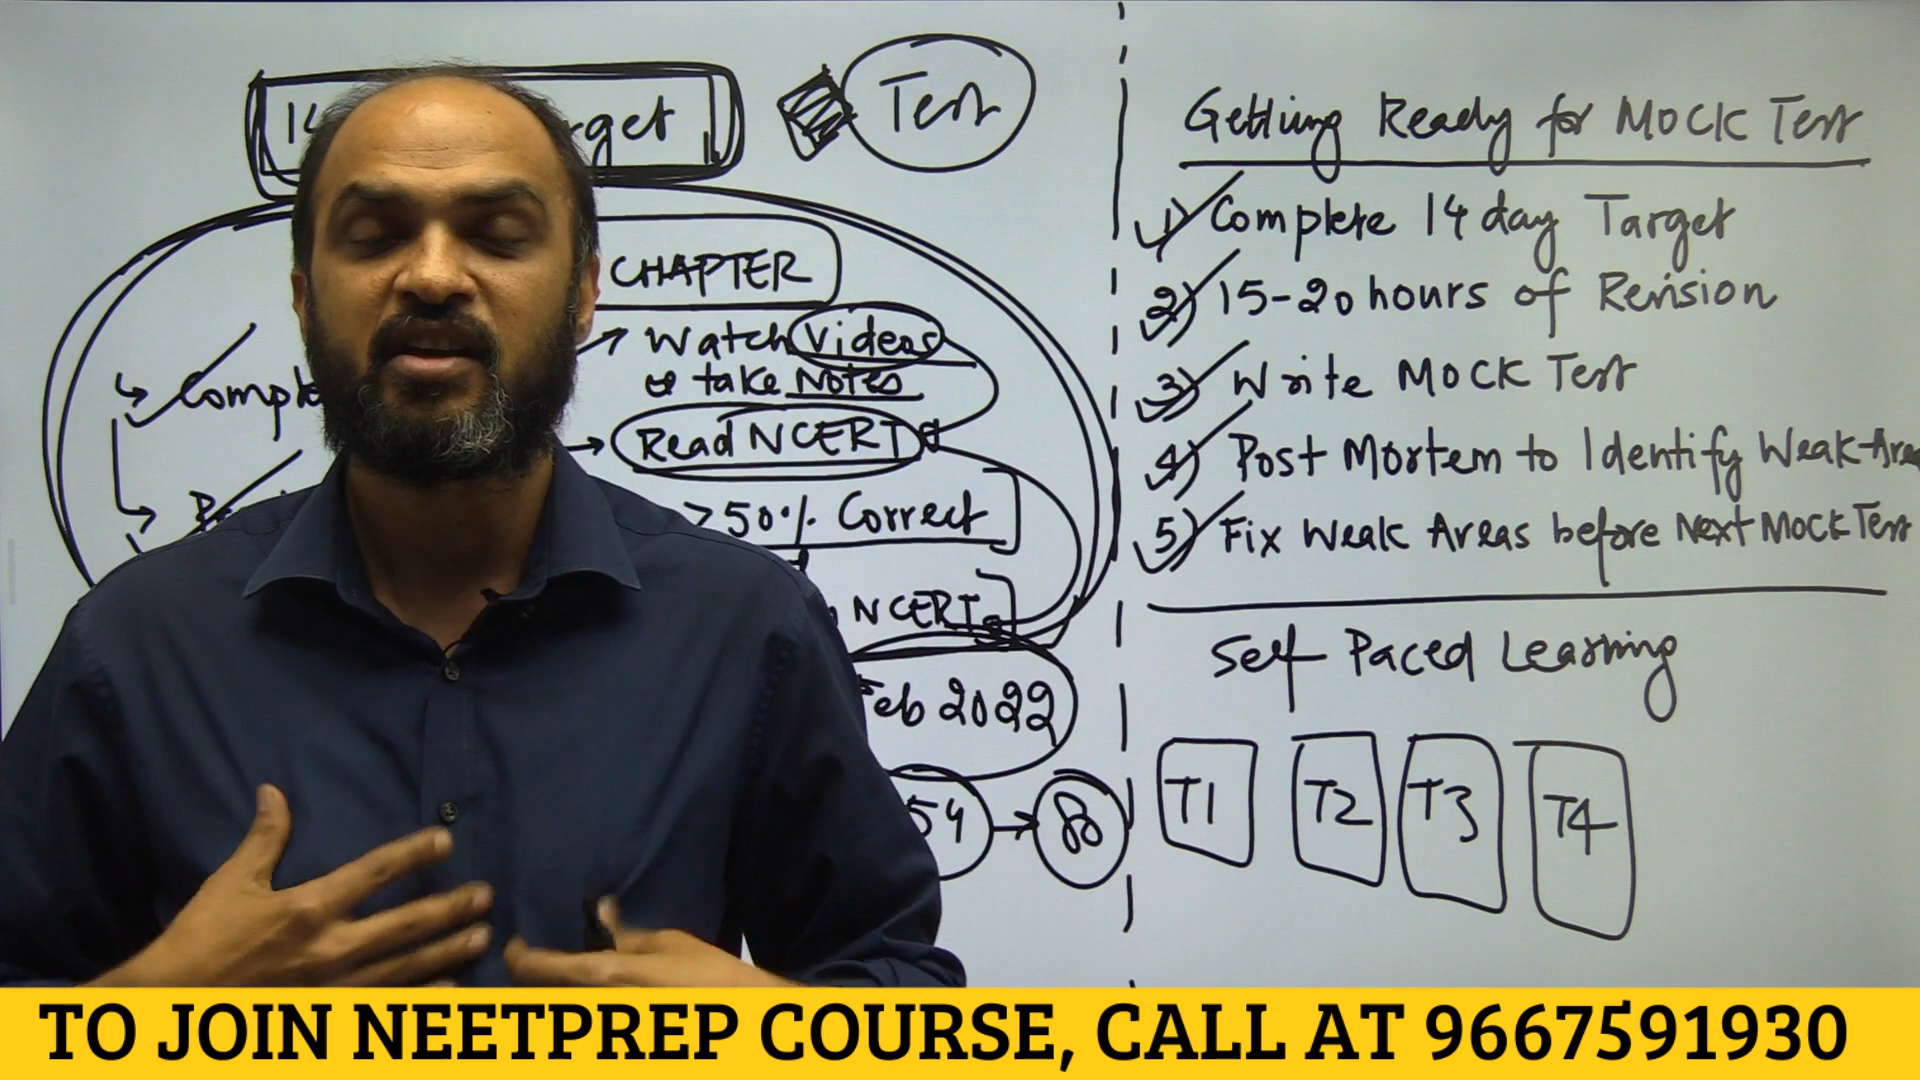 Target
Test
CHAPTER
Watch Videos
take Notes
Read NCERT
>50% Correct
NCERT
Feb 2022
54 → 80
Getting Ready for MOCK Test
1) Complete 14 day Target
2) 15-20 hours of Revision
3) Write MOCK Test
4) Post Mortem to Identify Weak Area
5) Fix Weak Areas before Next MOCK Test
Self Paced Learning
T1 T2 T3 T4
TO JOIN NEETPREP COURSE, CALL AT 9667591930